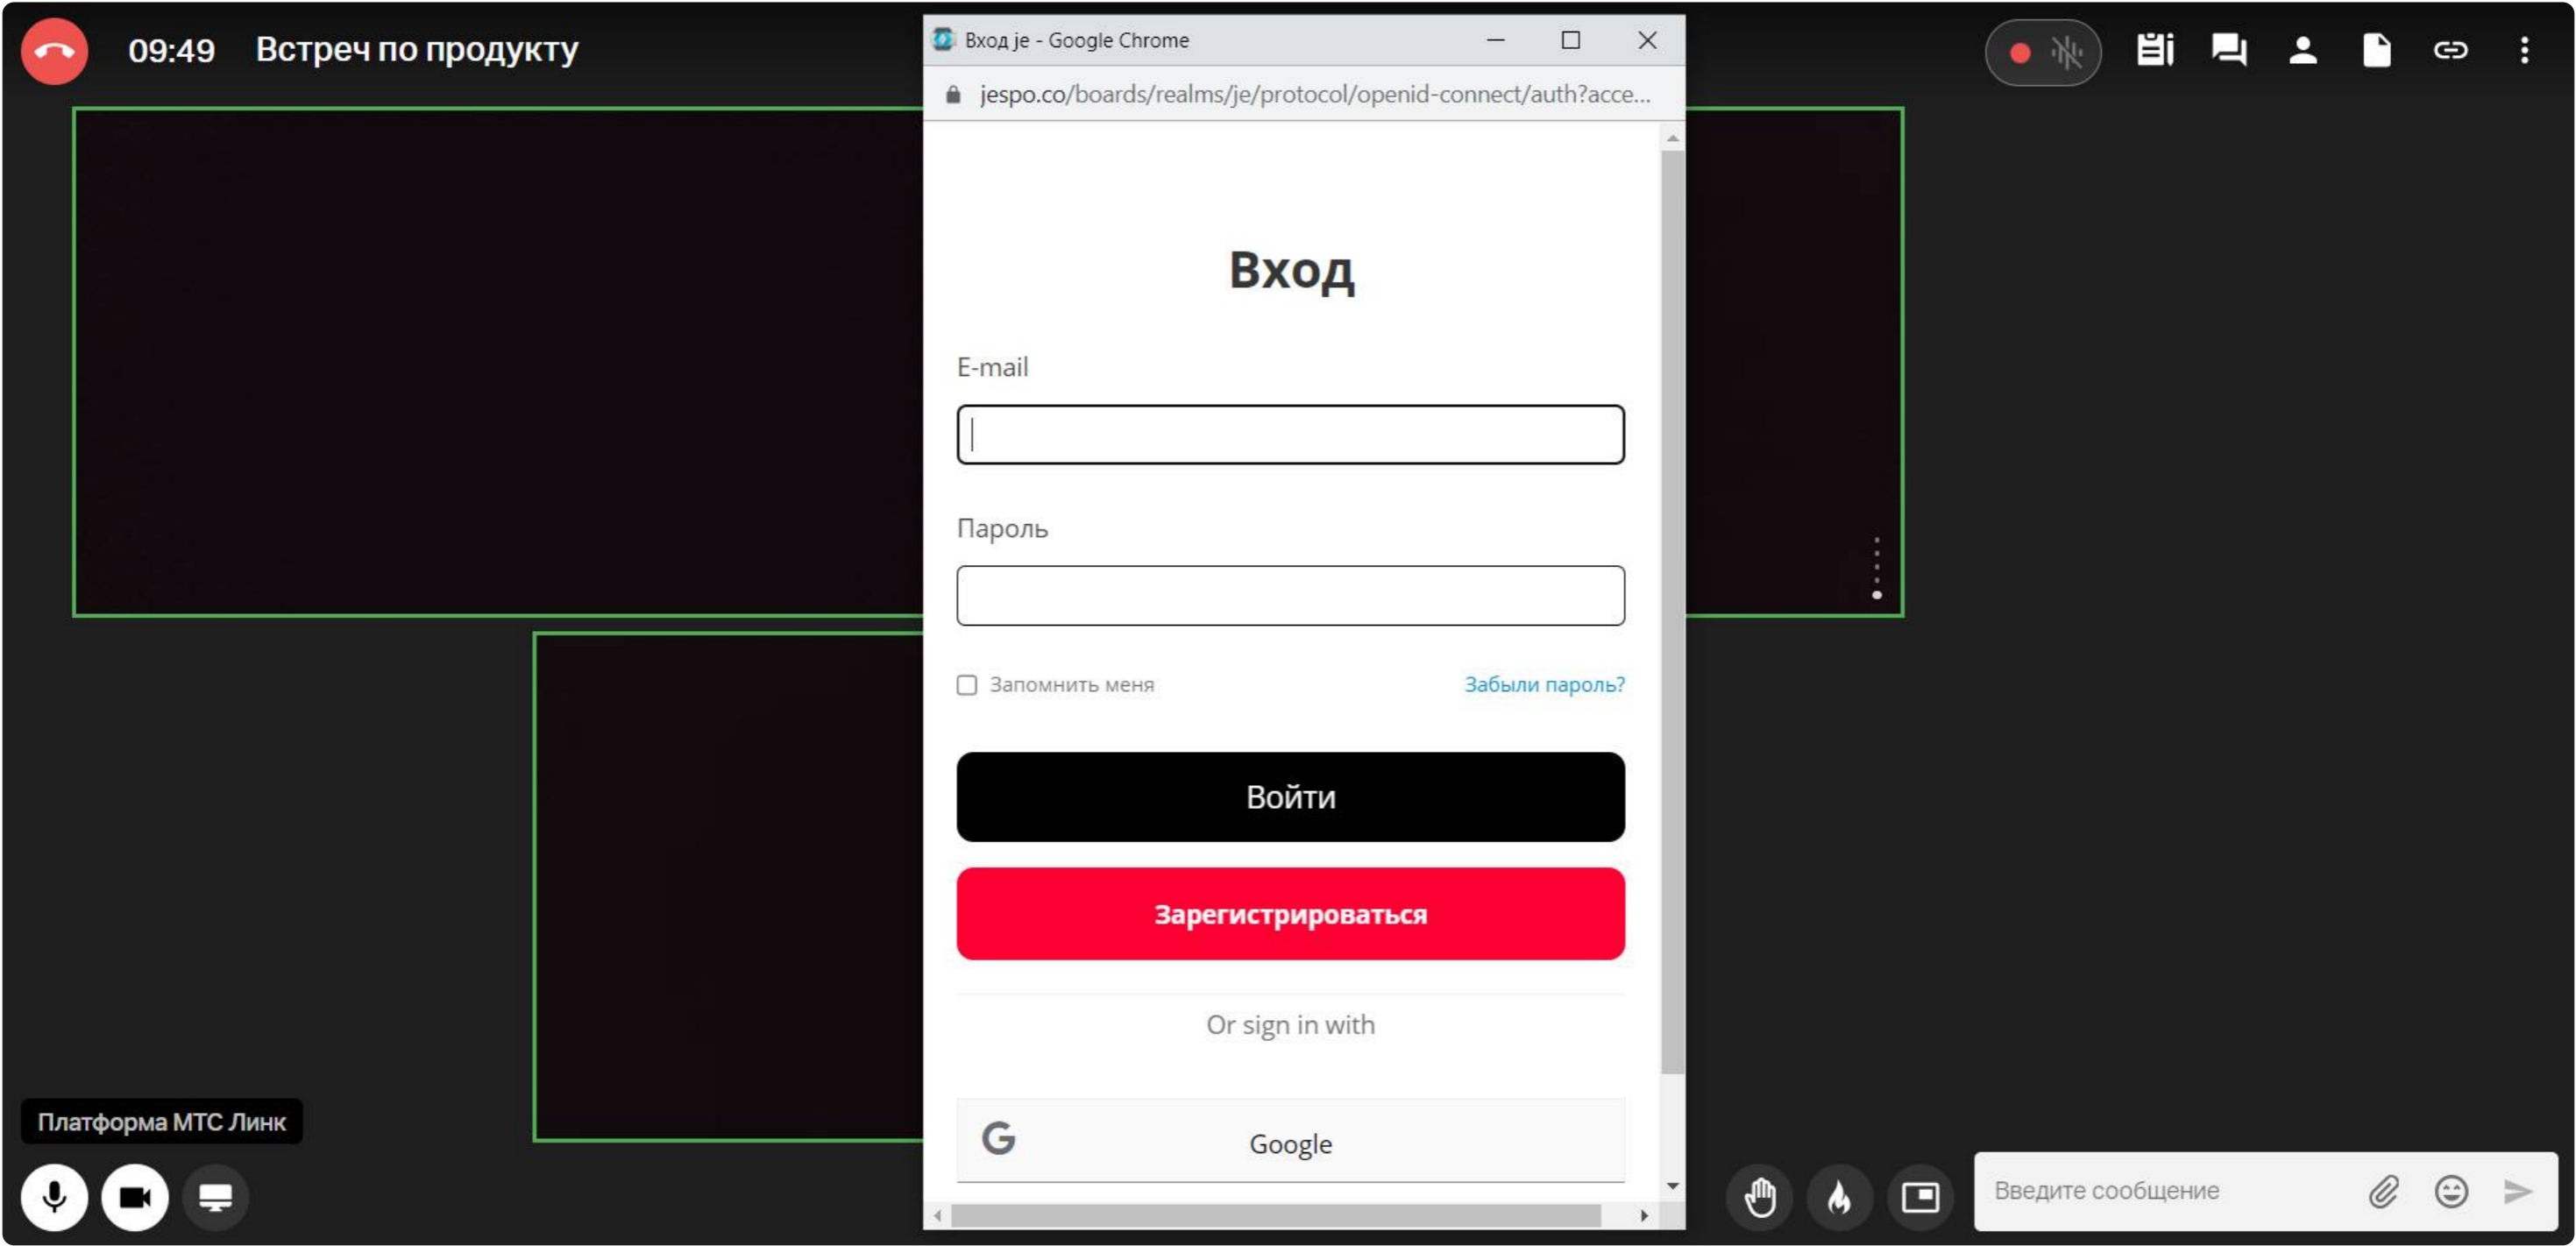 09:49 Встреч по продукту
Вход je - Google Chrome
jespo.co/boards/realms/je/protocol/openid-connect/auth?acce...
Вход
E-mail
Пароль
Запомнить меня Забыли пароль?
Войти
Зарегистрироваться
Or sign in with
G Google
Платформа МТС Линк
Введите сообщение